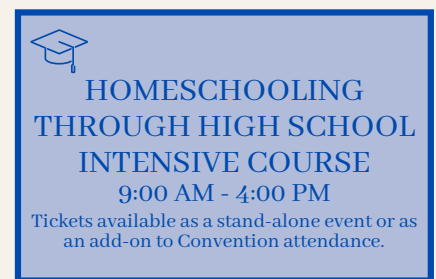 HOMESCHOOLING
THROUGH HIGH SCHOOL
INTENSIVE COURSE
9:00 AM - 4:00 PM
Tickets available as a stand-alone event or as
an add-on to Convention attendance.